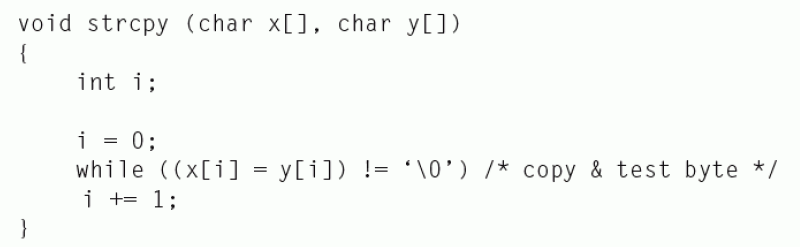 void strcpy (char x[], char y[])
{
int i;
i = 0;
while ((x[i] = y[i]) != ‘\0’) /* copy & test byte */
i += 1;
}